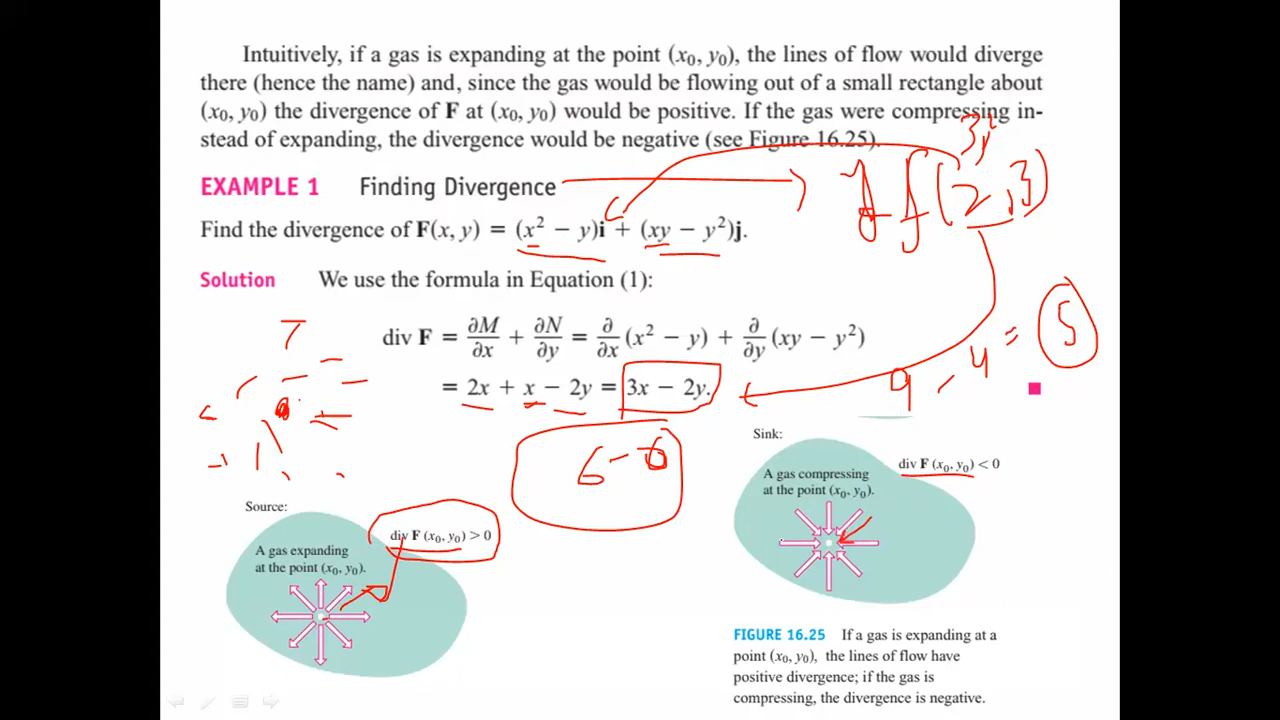 Intuitively, if a gas is expanding at the point (x₀, y₀), the lines of flow would diverge
there (hence the name) and, since the gas would be flowing out of a small rectangle about
(x₀, y₀) the divergence of F at (x₀, y₀) would be positive. If the gas were compressing in-
stead of expanding, the divergence would be negative (see Figure 16.25).
EXAMPLE 1 Finding Divergence
f(2,3)
Find the divergence of F(x, y) = (x² − y)i + (xy − y²)j.
Solution We use the formula in Equation (1):
div F = ∂M/∂x + ∂N/∂y = ∂/∂x (x² − y) + ∂/∂y (xy − y²)
= 2x + x − 2y = 3x − 2y.
9 - 4 = 5
6 - 6
Source:
div F (x₀, y₀) > 0
A gas expanding
at the point (x₀, y₀).
Sink:
div F (x₀, y₀) < 0
A gas compressing
at the point (x₀, y₀).
FIGURE 16.25 If a gas is expanding at a
point (x₀, y₀), the lines of flow have
positive divergence; if the gas is
compressing, the divergence is negative.